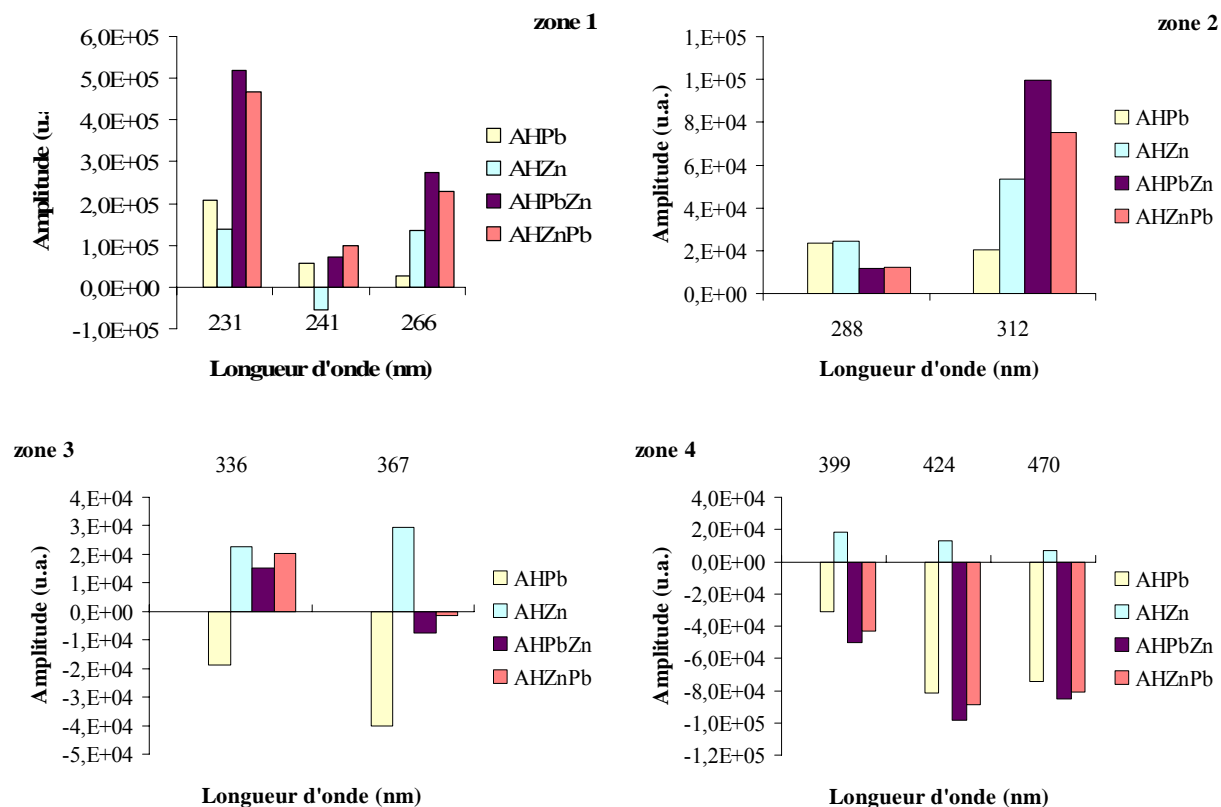 zone 1
6,0E+05
5,0E+05
4,0E+05
3,0E+05
2,0E+05
1,0E+05
0,0E+00
-1,0E+05
Amplitude (u.a
231 241 266
Longueur d'onde (nm)
AHPb
AHZn
AHPbZn
AHZnPb
zone 2
1,E+05
1,E+05
8,E+04
6,E+04
4,E+04
2,E+04
0,E+00
Amplitude (u.a.)
288 312
Longueur d'onde (nm)
AHPb
AHZn
AHPbZn
AHZnPb
zone 3
336 367
4,E+04
3,E+04
2,E+04
1,E+04
0,E+00
-1,E+04
-2,E+04
-3,E+04
-4,E+04
-5,E+04
Amplitude (u.a.)
Longueur d'onde (nm)
AHPb
AHZn
AHPbZn
AHZnPb
zone 4
399 424 470
4,0E+04
2,0E+04
0,0E+00
-2,0E+04
-4,0E+04
-6,0E+04
-8,0E+04
-1,0E+05
-1,2E+05
Amplitude (u.a.)
Longueur d'onde (nm)
AHPb
AHZn
AHPbZn
AHZnPb